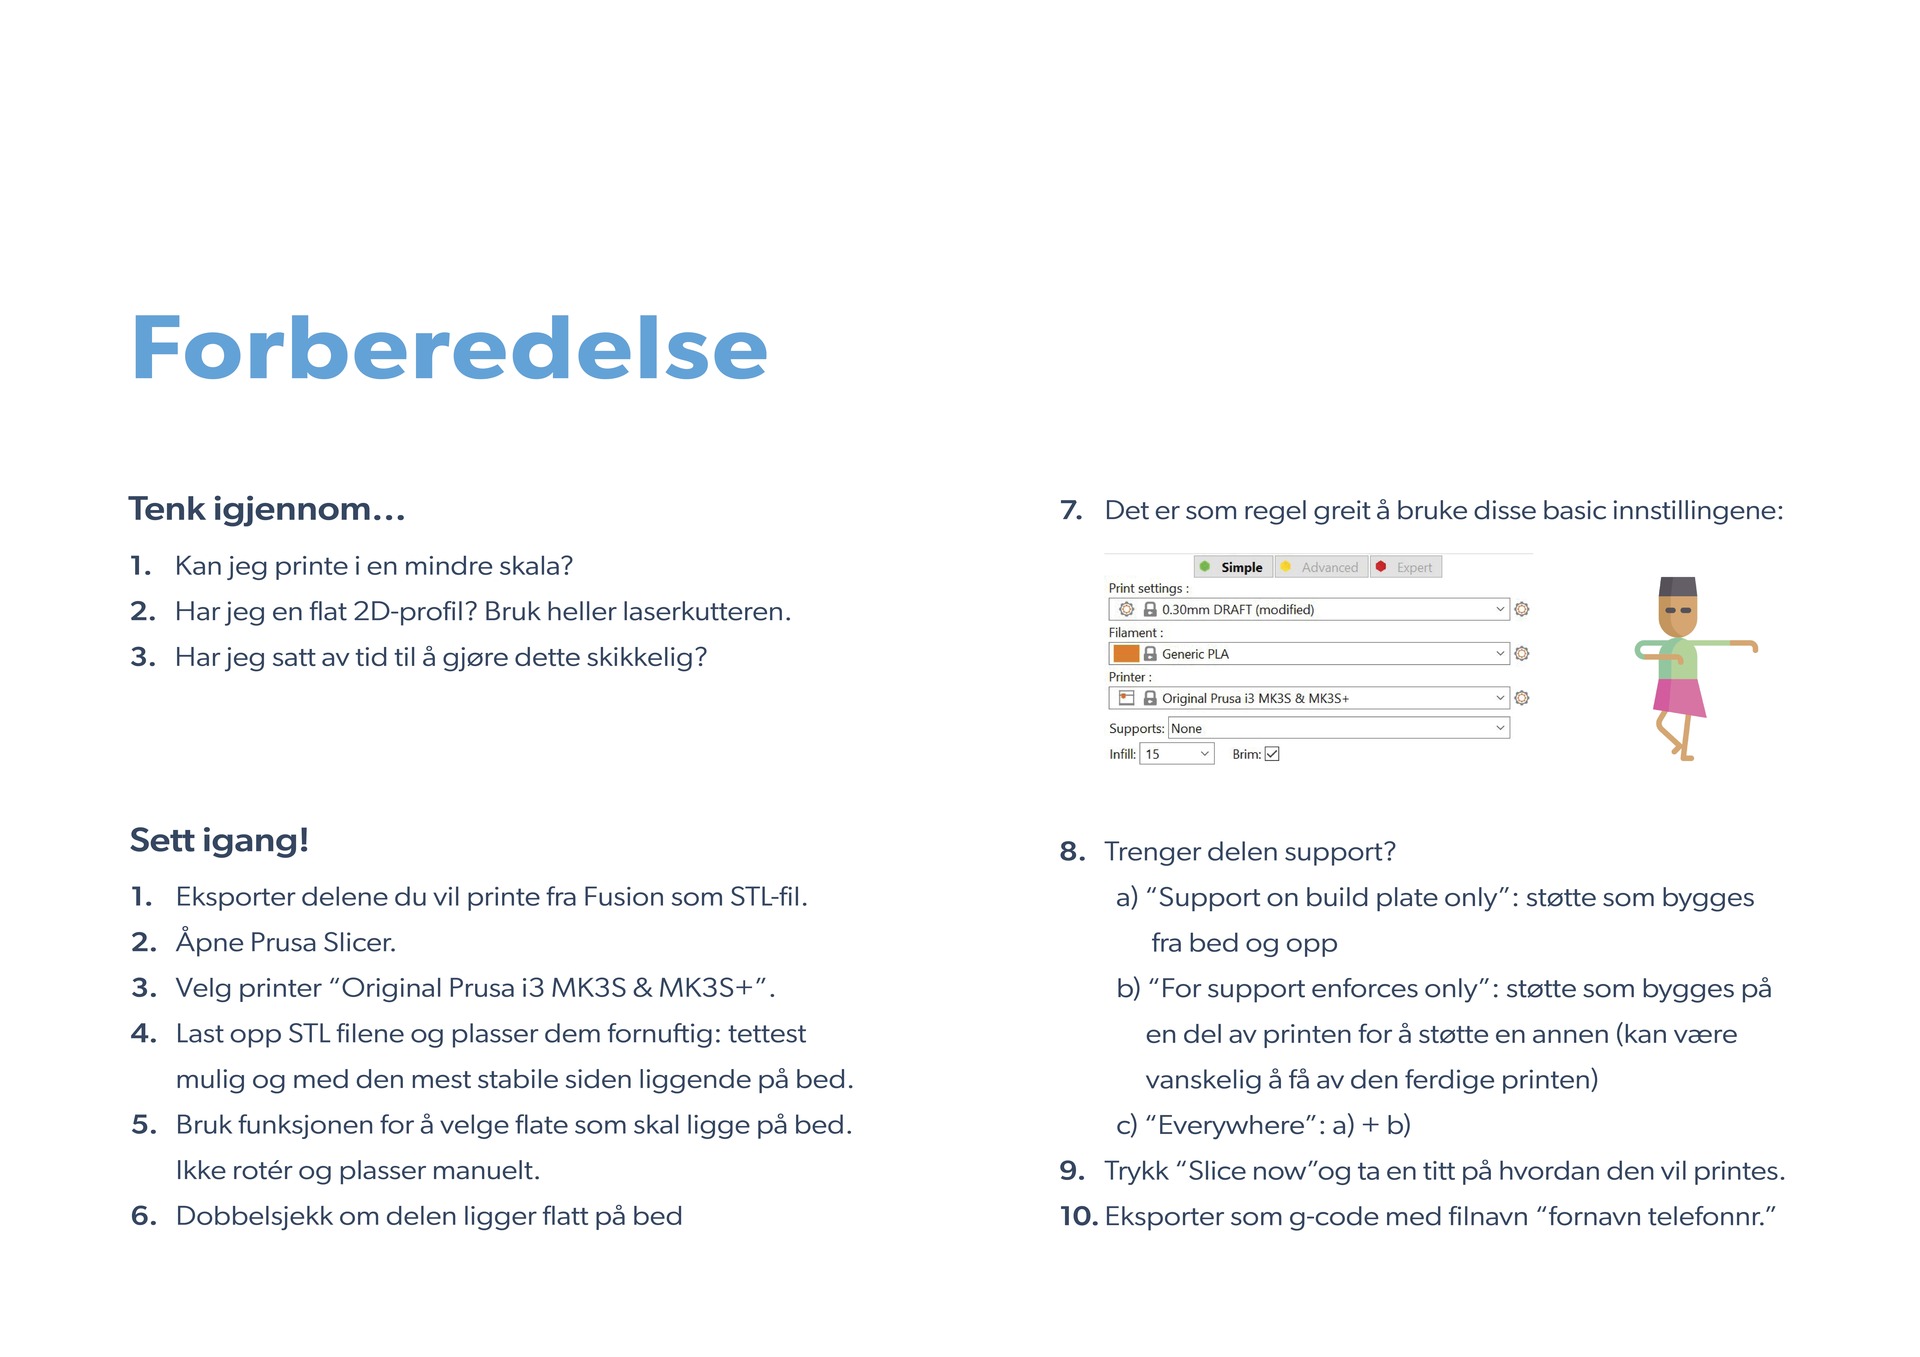 Forberedelse
Tenk igjennom...
1. Kan jeg printe i en mindre skala?
2. Har jeg en flat 2D-profil? Bruk heller laserkutteren.
3. Har jeg satt av tid til å gjøre dette skikkelig?
Sett igang!
1. Eksporter delene du vil printe fra Fusion som STL-fil.
2. Åpne Prusa Slicer.
3. Velg printer “Original Prusa i3 MK3S & MK3S+”.
4. Last opp STL filene og plasser dem fornuftig: tettest
mulig og med den mest stabile siden liggende på bed.
5. Bruk funksjonen for å velge flate som skal ligge på bed.
Ikke rotér og plasser manuelt.
6. Dobbelsjekk om delen ligger flatt på bed
7. Det er som regel greit å bruke disse basic innstillingene:
Simple Advanced Expert
Print settings :
0.30mm DRAFT (modified)
Filament :
Generic PLA
Printer :
Original Prusa i3 MK3S & MK3S+
Supports: None
Infill: 15 Brim:
8. Trenger delen support?
a) “Support on build plate only”: støtte som bygges
fra bed og opp
b) “For support enforces only”: støtte som bygges på
en del av printen for å støtte en annen (kan være
vanskelig å få av den ferdige printen)
c) “Everywhere”: a) + b)
9. Trykk “Slice now”og ta en titt på hvordan den vil printes.
10. Eksporter som g-code med filnavn “fornavn telefonnr.”